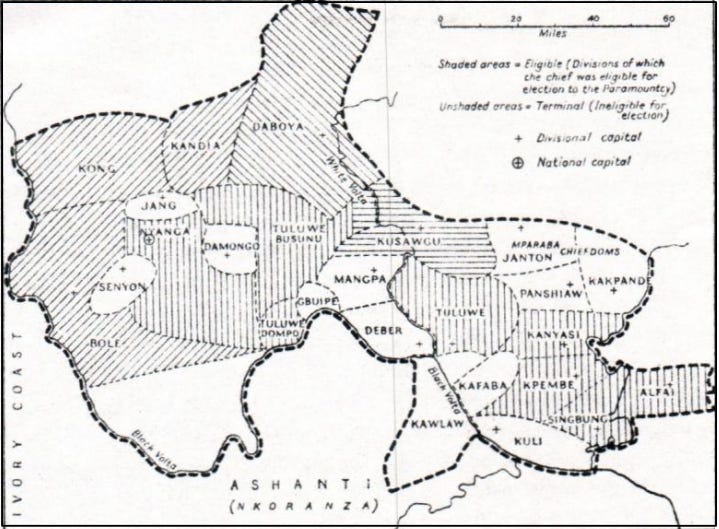 0 20 40 60
Miles
Shaded areas = Eligible (Divisions of which
the chief was eligible for
election to the Paramountcy)
Unshaded areas = Terminal (Ineligible for
election)
+ Divisional capital
⊕ National capital
DABOYA
KANDIA
KONG
White Volta
JANG
NYANGA
DAMONGO
TULUWE
BUSUNU
KUSAWGU
MPARABA
CHIEFDOMS
JANTON
SENYON
MANGPA
PANSHIAW
KAKPANDE
GBUIPE
TULUWE
DOMPO
TULUWE
DEBER
KANYASI
BOLE
KAFABA
KPEMBE
ALFAI
Black Volta
SINGBUNG
KAWLAW
KULI
Black Volta
IVORY COAST
ASHANTI
(NKORANZA)